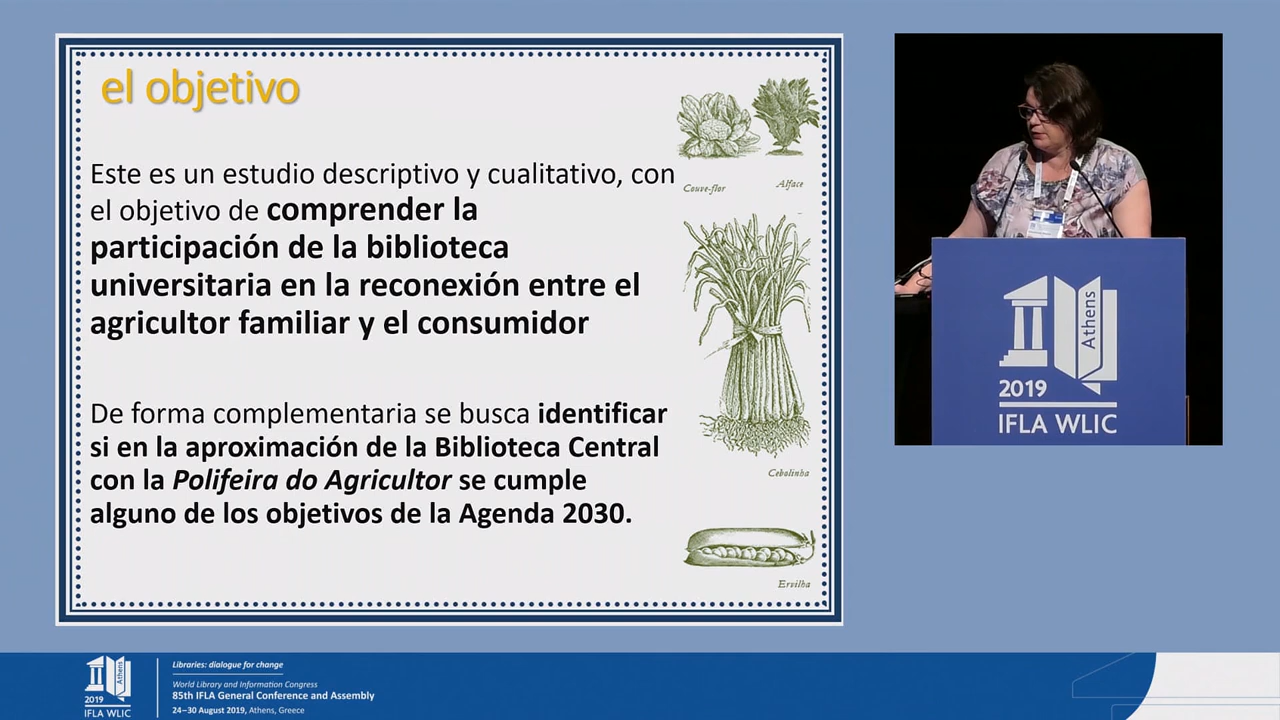 el objetivo
Este es un estudio descriptivo y cualitativo, con
el objetivo de comprender la
participación de la biblioteca
universitaria en la reconexión entre el
agricultor familiar y el consumidor
De forma complementaria se busca identificar
si en la aproximación de la Biblioteca Central
con la Polifeira do Agricultor se cumple
alguno de los objetivos de la Agenda 2030.
Couve-flor
Alface
Cebolinha
Ervilha
Athens
2019
IFLA WLIC
Athens
2019
IFLA WLIC
Libraries: dialogue for change
World Library and Information Congress
85th IFLA General Conference and Assembly
24–30 August 2019, Athens, Greece